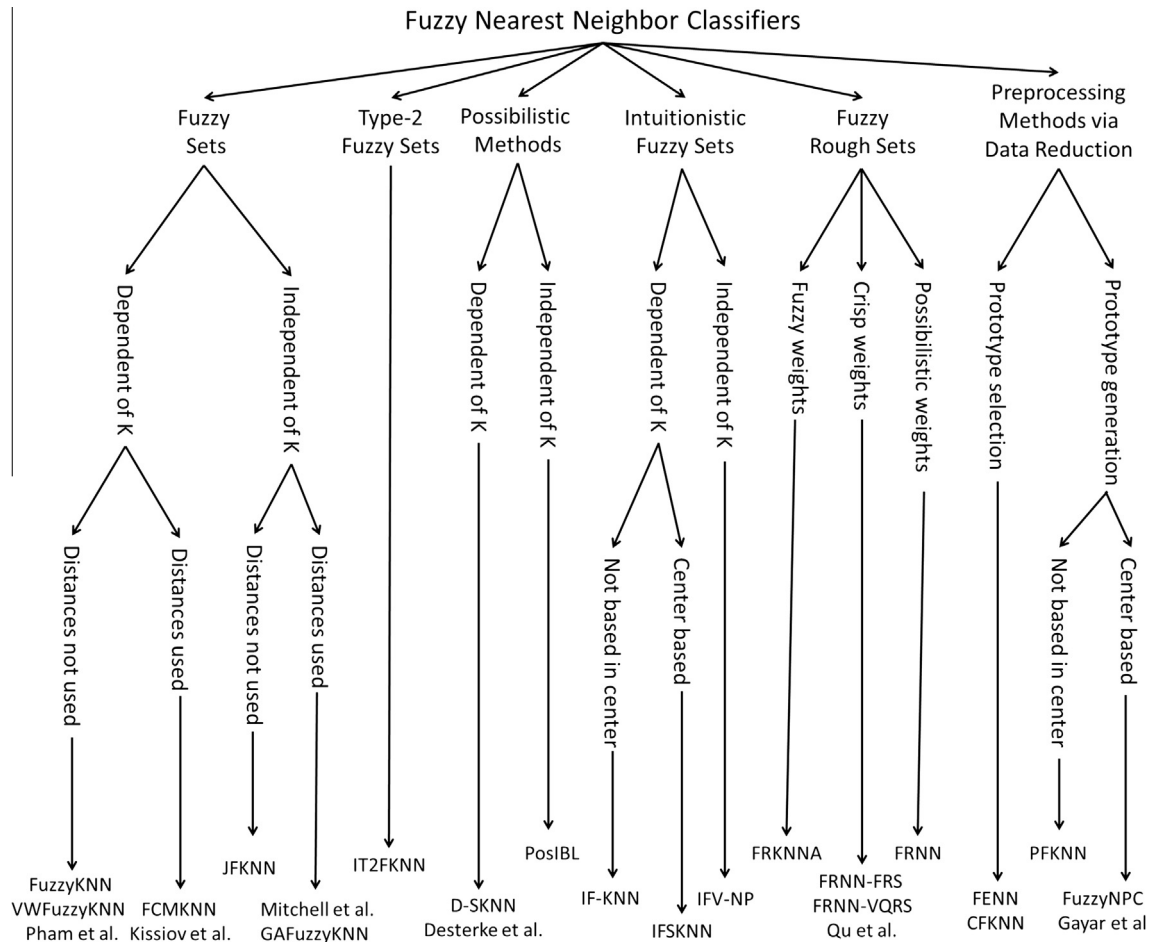 Fuzzy Nearest Neighbor Classifiers
Fuzzy
Sets
Type-2
Fuzzy Sets
Possibilistic
Methods
Intuitionistic
Fuzzy Sets
Fuzzy
Rough Sets
Preprocessing
Methods via
Data Reduction
Dependent of K
Independent of K
Dependent of K
Independent of K
Dependent of K
Independent of K
Fuzzy weights
Crisp weights
Possibilistic weights
Prototype selection
Prototype generation
Distances not used
Distances used
Distances not used
Distances used
Not based in center
Center based
Not based in center
Center based
FuzzyKNN
VWFuzzyKNN
Pham et al.
FCMKNN
Kissiov et al.
JFKNN
Mitchell et al.
GAFuzzyKNN
IT2FKNN
D-SKNN
Desterke et al.
PosIBL
IF-KNN
IFSKNN
IFV-NP
FRKNNA
FRNN-FRS
FRNN-VQRS
Qu et al.
FRNN
FENN
CFKNN
PFKNN
FuzzyNPC
Gayar et al